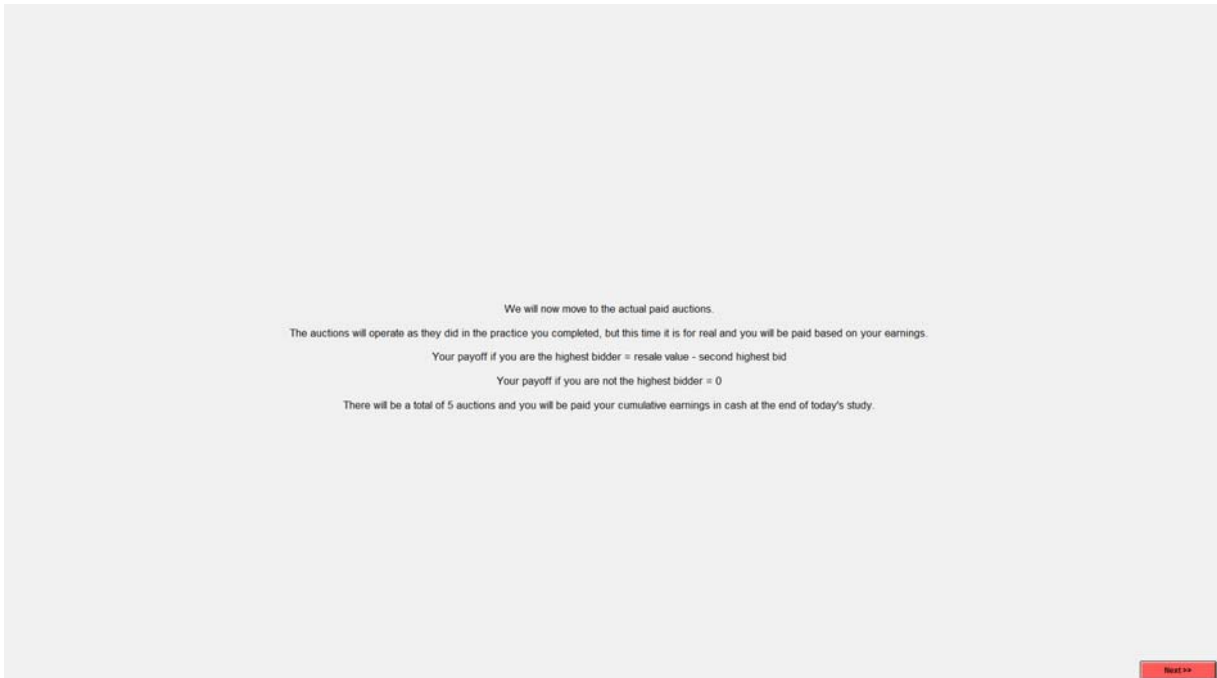 We will now move to the actual paid auctions.
The auctions will operate as they did in the practice you completed, but this time it is for real and you will be paid based on your earnings.
Your payoff if you are the highest bidder = resale value - second highest bid
Your payoff if you are not the highest bidder = 0
There will be a total of 5 auctions and you will be paid your cumulative earnings in cash at the end of today's study.
Next >>